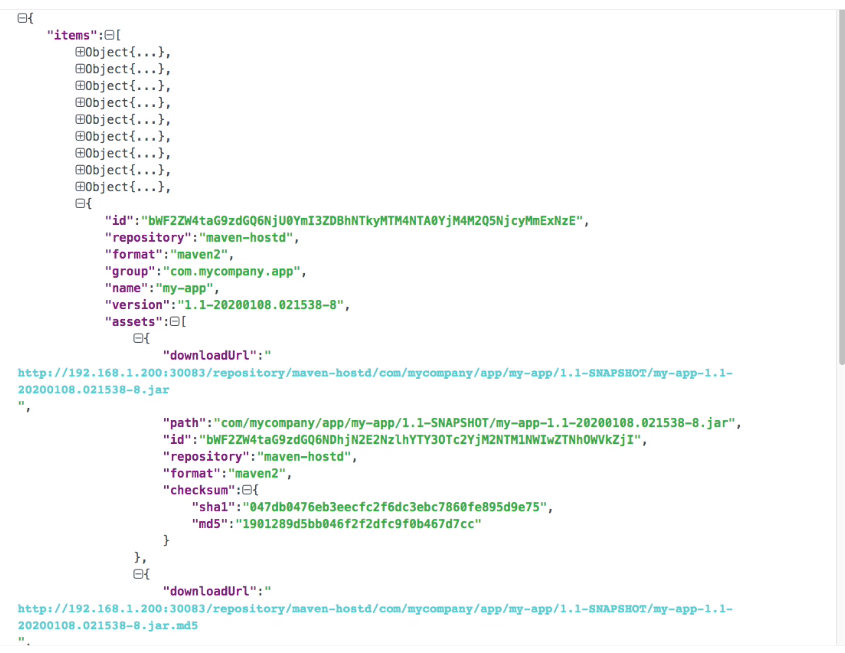 ⊟{
"items":⊟[
⊞Object{...},
⊞Object{...},
⊞Object{...},
⊞Object{...},
⊞Object{...},
⊞Object{...},
⊞Object{...},
⊞Object{...},
⊞Object{...},
⊟{
"id":"bWF2ZW4taG9zdGQ6NjU0YmI3ZDBhNTkyMTM4NTA0YjM4M2Q5NjcyMmExNzE",
"repository":"maven-hostd",
"format":"maven2",
"group":"com.mycompany.app",
"name":"my-app",
"version":"1.1-20200108.021538-8",
"assets":⊟[
⊟{
"downloadUrl":"
http://192.168.1.200:30083/repository/maven-hostd/com/mycompany/app/my-app/1.1-SNAPSHOT/my-app-1.1-
20200108.021538-8.jar
",
"path":"com/mycompany/app/my-app/1.1-SNAPSHOT/my-app-1.1-20200108.021538-8.jar",
"id":"bWF2ZW4taG9zdGQ6NDhjN2E2NzlhYTY3OTc2YjM2NTM1NWIwZTNhOWVkZjI",
"repository":"maven-hostd",
"format":"maven2",
"checksum":⊟{
"sha1":"047db0476eb3eecfc2f6dc3ebc7860fe895d9e75",
"md5":"1901289d5bb046f2f2dfc9f0b467d7cc"
}
},
⊟{
"downloadUrl":"
http://192.168.1.200:30083/repository/maven-hostd/com/mycompany/app/my-app/1.1-SNAPSHOT/my-app-1.1-
20200108.021538-8.jar.md5
",